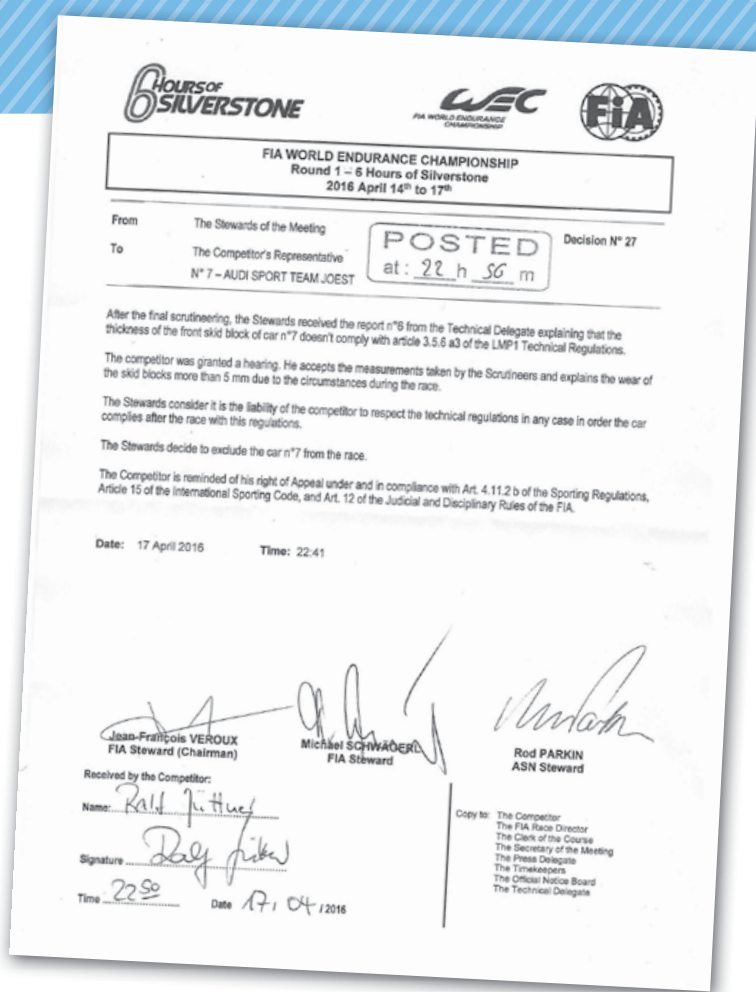 6 HOURS OF
SILVERSTONE
WEC
FIA WORLD ENDURANCE
CHAMPIONSHIP
FiA
FIA WORLD ENDURANCE CHAMPIONSHIP
Round 1 – 6 Hours of Silverstone
2016 April 14th to 17th
From The Stewards of the Meeting
To The Competitor's Representative
N° 7 – AUDI SPORT TEAM JOEST
POSTED
at : 22 h 56 m
Decision N° 27
After the final scrutineering, the Stewards received the report n°6 from the Technical Delegate explaining that the
thickness of the front skid block of car n°7 doesn't comply with article 3.5.6 a3 of the LMP1 Technical Regulations.
The competitor was granted a hearing. He accepts the measurements taken by the Scrutineers and explains the wear of
the skid blocks more than 5 mm due to the circumstances during the race.
The Stewards consider it is the liability of the competitor to respect the technical regulations in any case in order the car
complies after the race with this regulations.
The Stewards decide to exclude the car n°7 from the race.
The Competitor is reminded of his right of Appeal under and in compliance with Art. 4.11.2 b of the Sporting Regulations,
Article 15 of the International Sporting Code, and Art. 12 of the Judicial and Disciplinary Rules of the FIA.
Date: 17 April 2016 Time: 22:41
Jean-François VEROUX
FIA Steward (Chairman)
Michael SCHWÄGERL
FIA Steward
Rod PARKIN
ASN Steward
Received by the Competitor:
Name: Ralf Jüttner
Signature
Time 22 50 Date 17, 04 / 2016
Copy to: The Competitor
The FIA Race Director
The Clerk of the Course
The Secretary of the Meeting
The Press Delegate
The Timekeepers
The Official Notice Board
The Technical Delegate